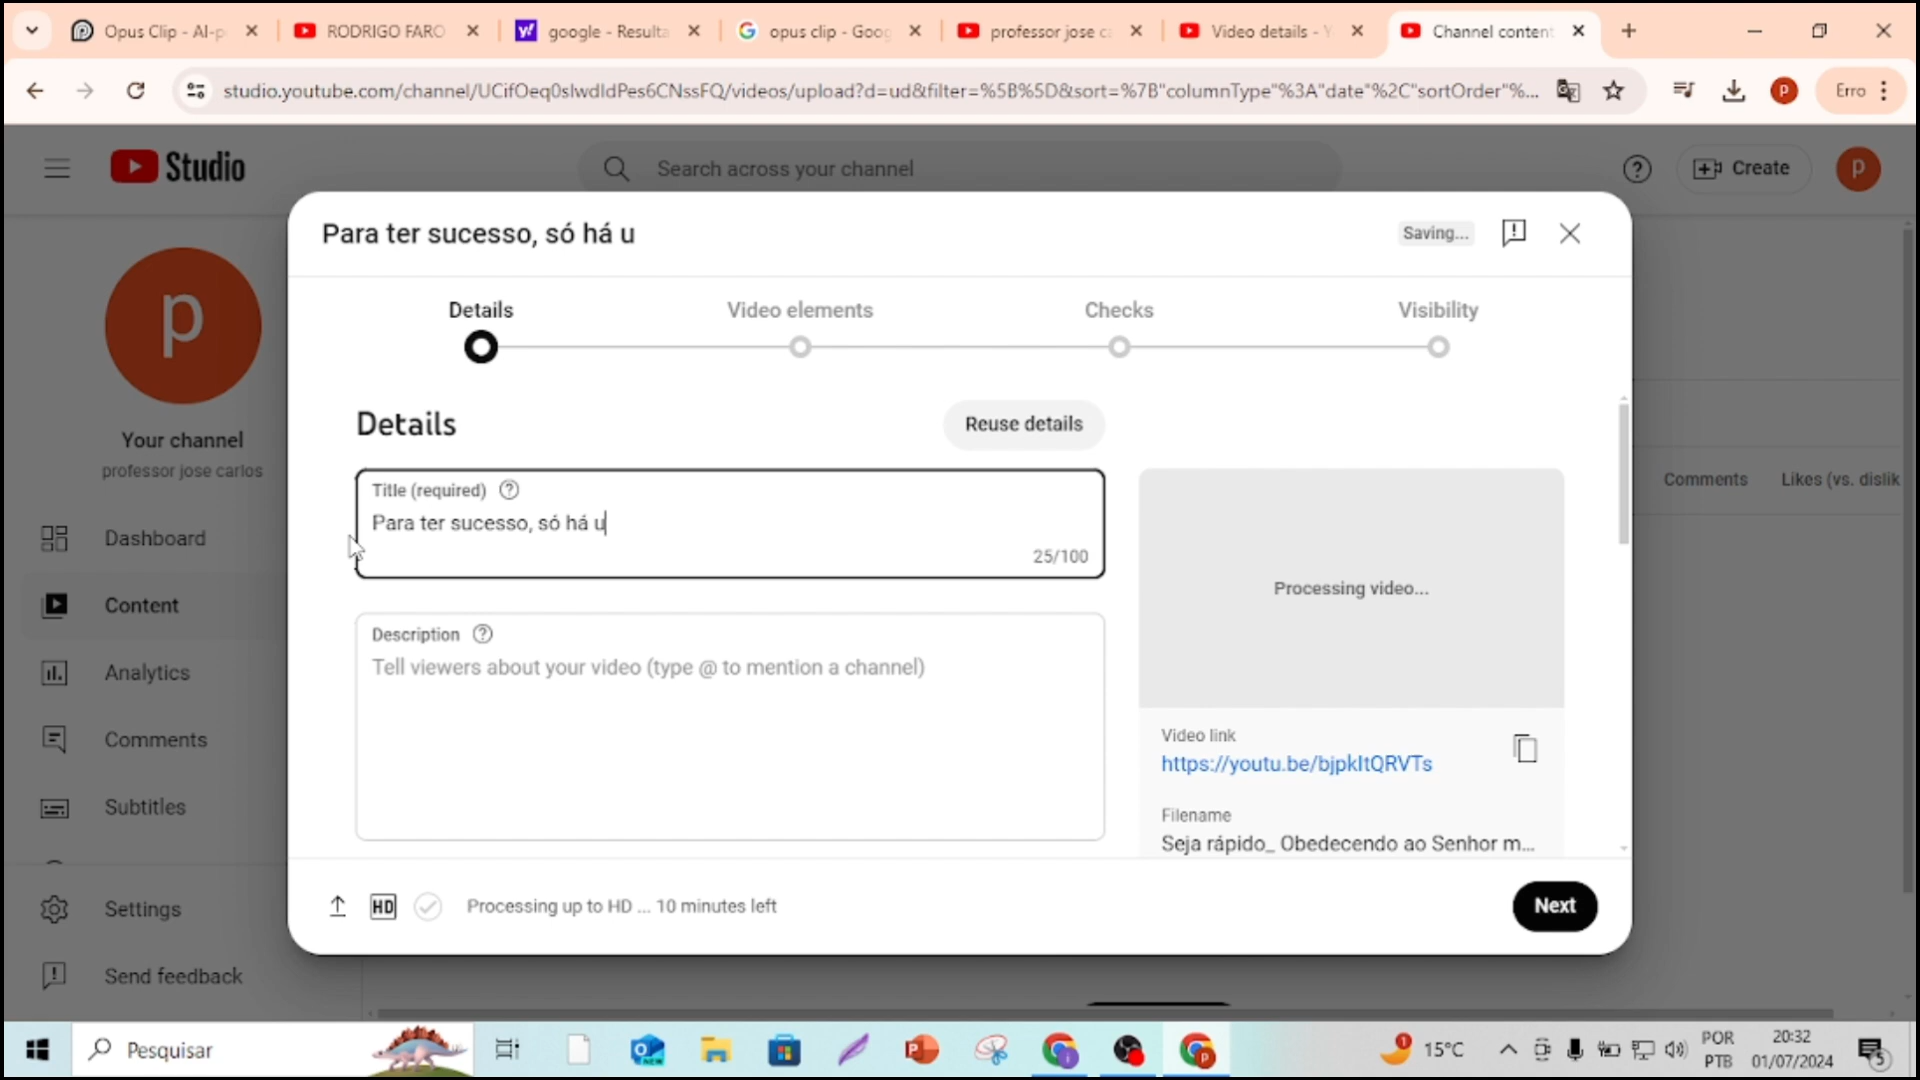 Opus Clip - AI-p
RODRIGO FARO
google - Resulta
opus clip - Goog
professor jose ca
Video details - Y
Channel content
studio.youtube.com/channel/UCifOeq0slwdIdPes6CNssFQ/videos/upload?d=ud&filter=%5B%5D&sort=%7B"columnType"%3A"date"%2C"sortOrder"%...
P
Erro
Studio
Search across your channel
Create
p
Para ter sucesso, só há u
Saving...
Details
Video elements
Checks
Visibility
p
Details
Reuse details
Your channel
professor jose carlos
Title (required)
Para ter sucesso, só há u
25/100
Comments
Likes (vs. dislik
Dashboard
Processing video...
Content
Description
Tell viewers about your video (type @ to mention a channel)
Analytics
Comments
Video link
https://youtu.be/bjpkltQRVTs
Subtitles
Filename
Seja rápido_ Obedecendo ao Senhor m...
Settings
HD
Processing up to HD ... 10 minutes left
Next
Send feedback
Pesquisar
NEW
1
15°C
POR
PTB
20:32
01/07/2024
5